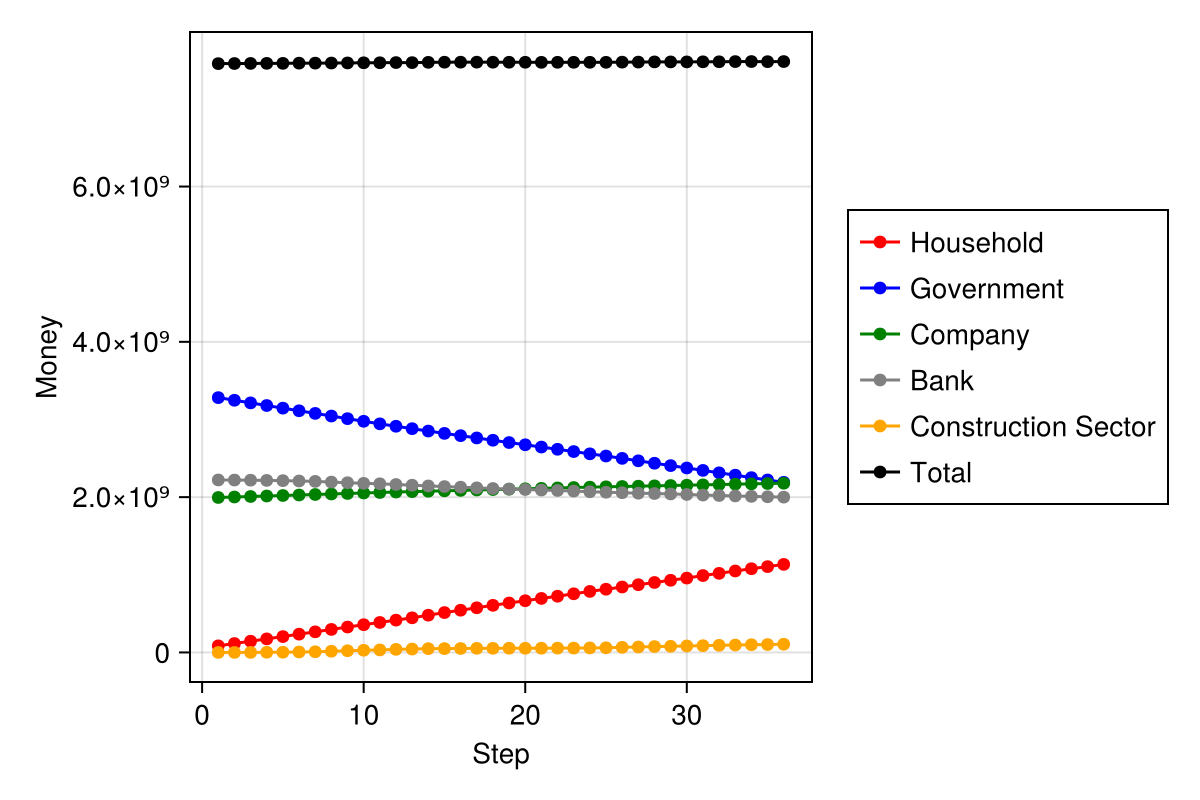 6.0×10⁹
4.0×10⁹
2.0×10⁹
0
Money
0 10 20 30
Step
Household
Government
Company
Bank
Construction Sector
Total